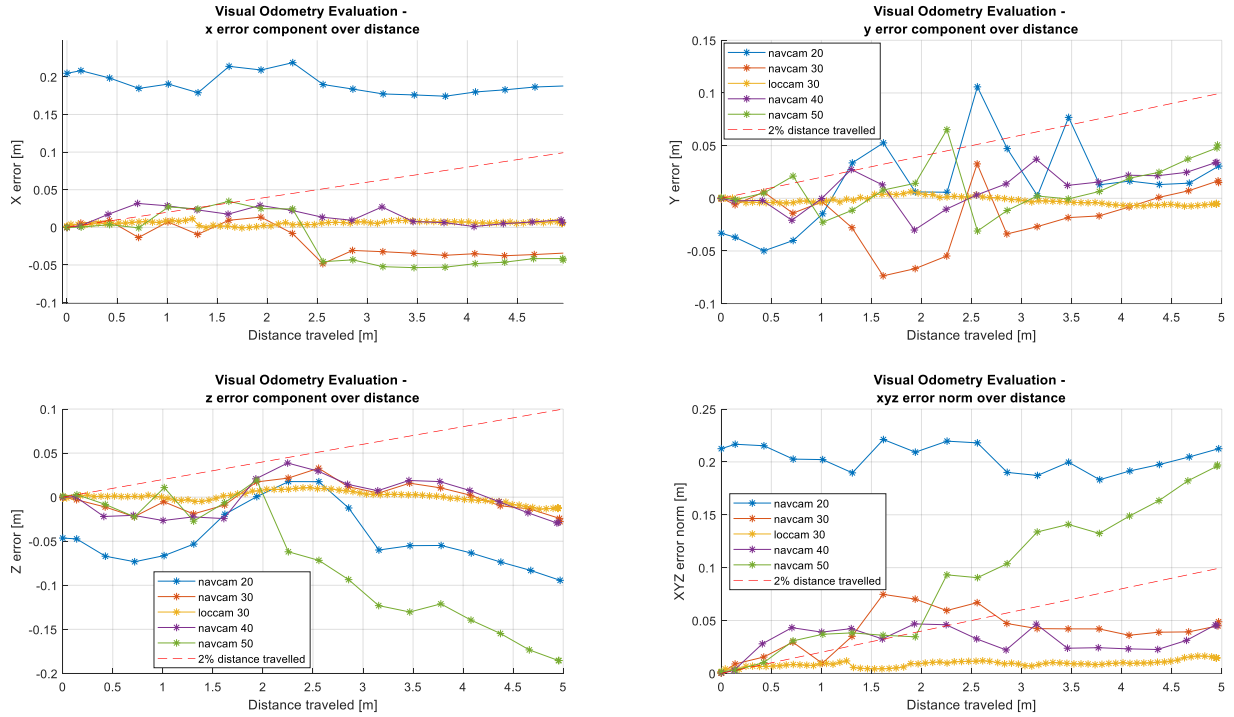 Visual Odometry Evaluation -
x error component over distance
X error [m]
0.2
0.15
0.1
0.05
0
-0.05
-0.1
0 0.5 1 1.5 2 2.5 3 3.5 4 4.5
Distance traveled [m]
Visual Odometry Evaluation -
y error component over distance
Y error [m]
0.15
0.1
0.05
0
-0.05
-0.1
navcam 20
navcam 30
loccam 30
navcam 40
navcam 50
2% distance travelled
0 0.5 1 1.5 2 2.5 3 3.5 4 4.5 5
Distance traveled [m]
Visual Odometry Evaluation -
z error component over distance
Z error [m]
0.1
0.05
0
-0.05
-0.1
-0.15
-0.2
navcam 20
navcam 30
loccam 30
navcam 40
navcam 50
2% distance travelled
0 0.5 1 1.5 2 2.5 3 3.5 4 4.5 5
Distance traveled [m]
Visual Odometry Evaluation -
xyz error norm over distance
XYZ error norm [m]
0.25
0.2
0.15
0.1
0.05
0
navcam 20
navcam 30
loccam 30
navcam 40
navcam 50
2% distance travelled
0 0.5 1 1.5 2 2.5 3 3.5 4 4.5 5
Distance traveled [m]